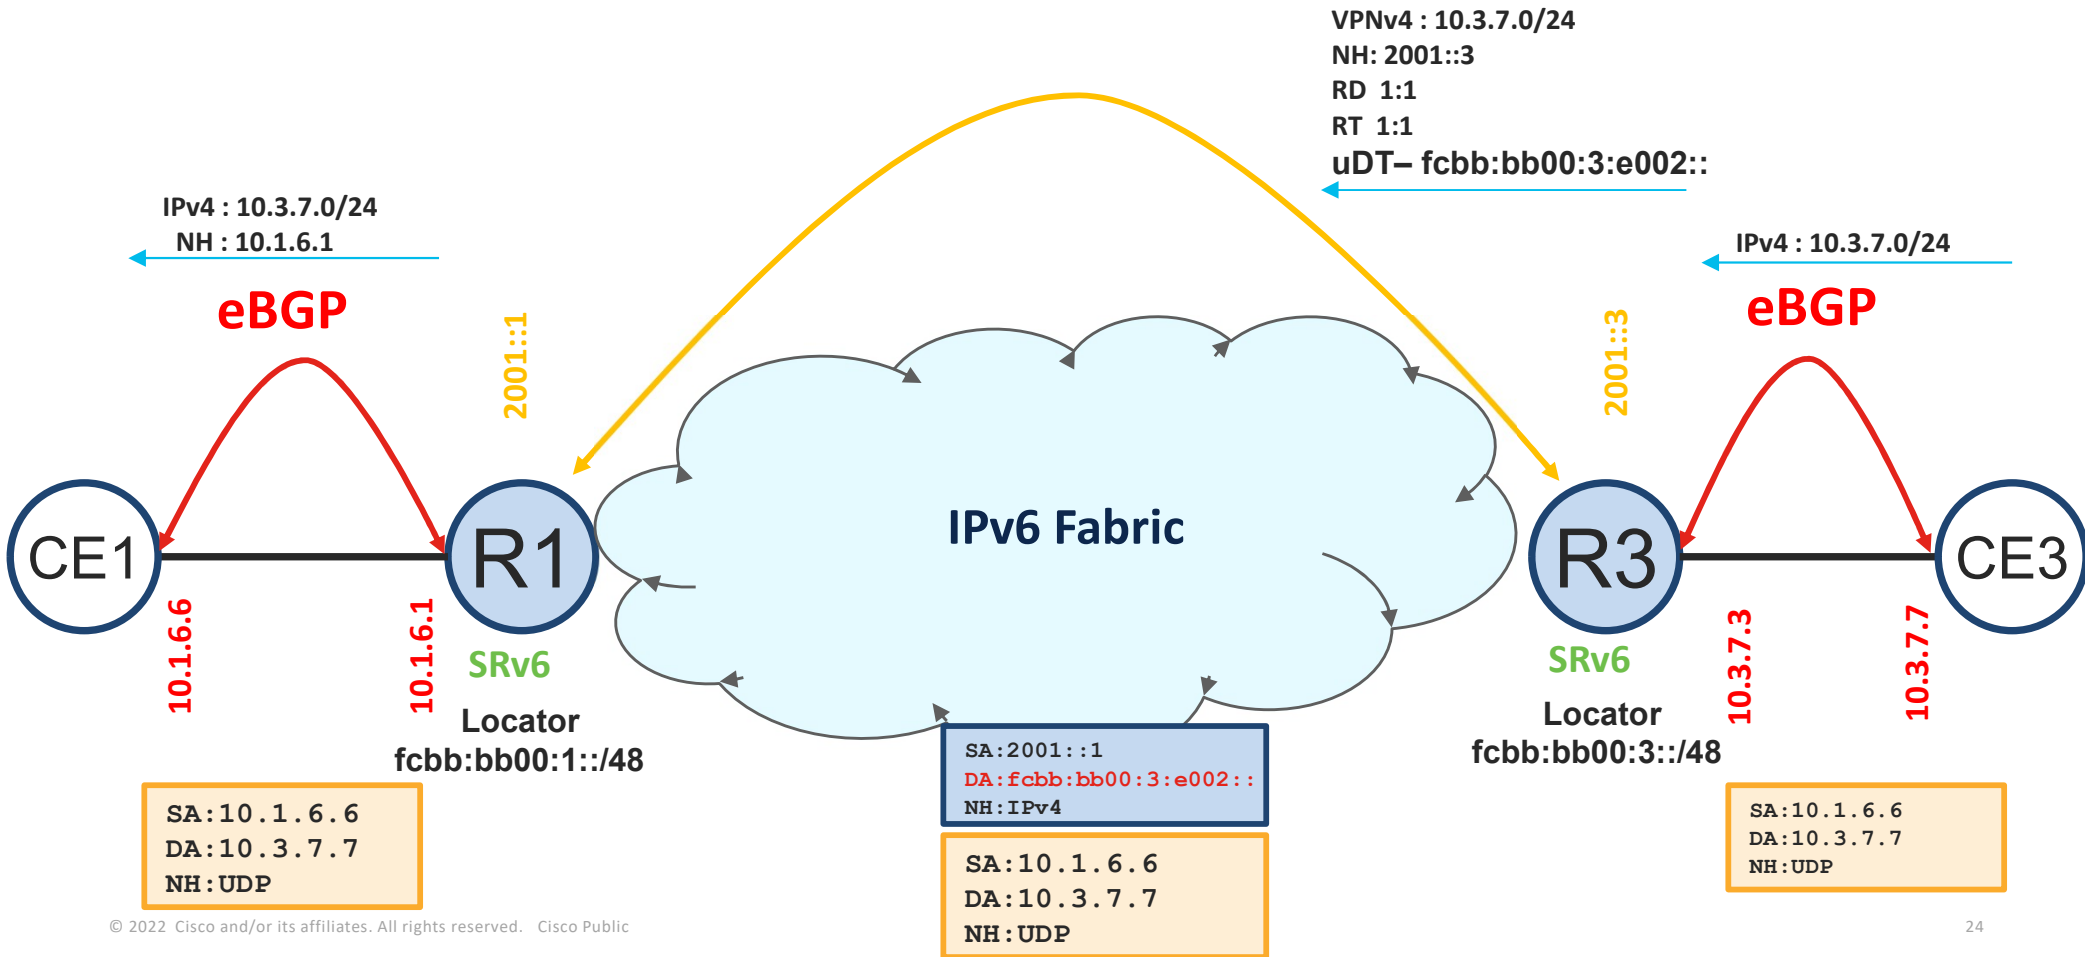 VPNv4 : 10.3.7.0/24
NH: 2001::3
RD 1:1
RT 1:1
uDT– fcbb:bb00:3:e002::
IPv4 : 10.3.7.0/24
NH : 10.1.6.1
eBGP
IPv4 : 10.3.7.0/24
eBGP
2001::1
2001::3
IPv6 Fabric
CE1
R1
R3
CE3
10.1.6.6
10.1.6.1
10.3.7.3
10.3.7.7
SRv6
Locator
fcbb:bb00:1::/48
SRv6
Locator
fcbb:bb00:3::/48
SA:10.1.6.6
DA:10.3.7.7
NH:UDP
SA:2001::1
DA:fcbb:bb00:3:e002::
NH:IPv4
SA:10.1.6.6
DA:10.3.7.7
NH:UDP
SA:10.1.6.6
DA:10.3.7.7
NH:UDP
© 2022 Cisco and/or its affiliates. All rights reserved. Cisco Public
24